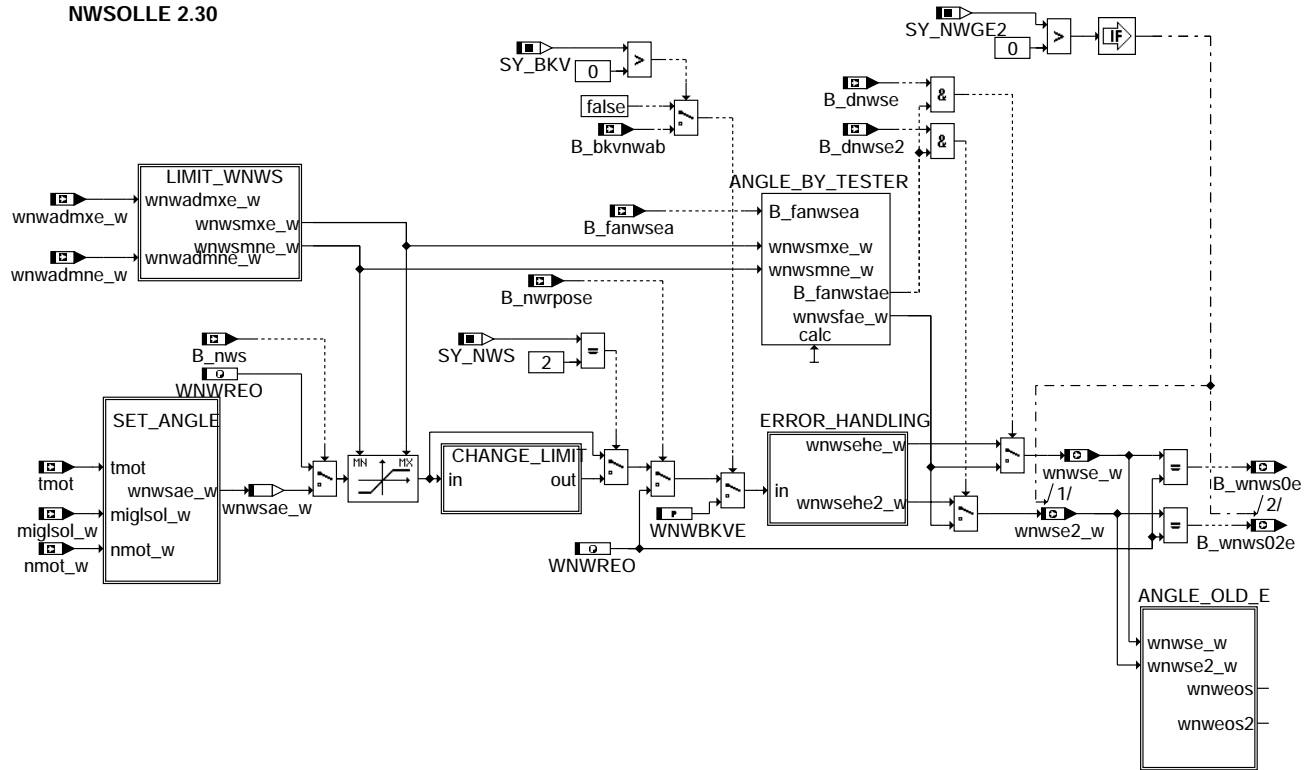 NWSOLLE 2.30
SY_NWGE2
0
>
IF
SY_BKV
0
>
false
B_bkvnwab
B_dnwse
&
B_dnwse2
&
LIMIT_WNWS
wnwadmxe_w
wnwadmxe_w
wnwsmxe_w
wnwsmne_w
wnwadmne_w
wnwadmne_w
ANGLE_BY_TESTER
B_fanwsea
B_fanwsea
wnwsmxe_w
wnwsmne_w
B_fanwstae
wnwsfae_w
calc
B_nwrpose
SY_NWS
2
=
B_nws
WNWREO
SET_ANGLE
tmot
tmot
wnwsae_w
wnwsae_w
miglsol_w
miglsol_w
nmot_w
nmot_w
MN
MX
CHANGE_LIMIT
in
out
WNWBKVE
P
WNWREO
ERROR_HANDLING
wnwsehe_w
in
wnwsehe2_w
wnwse_w
/1/
wnwse2_w
=
B_wnws0e
/2/
=
B_wnws02e
ANGLE_OLD_E
wnwse_w
wnwse2_w
wnweos
wnweos2